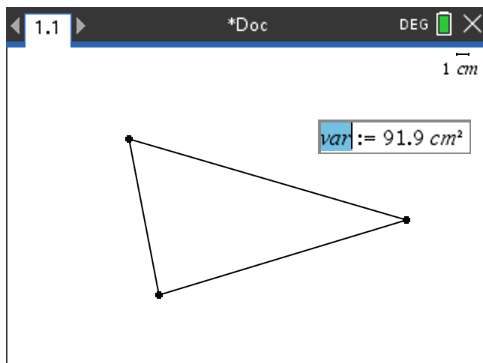 1.1 *Doc DEG
1 cm
var := 91.9 cm²